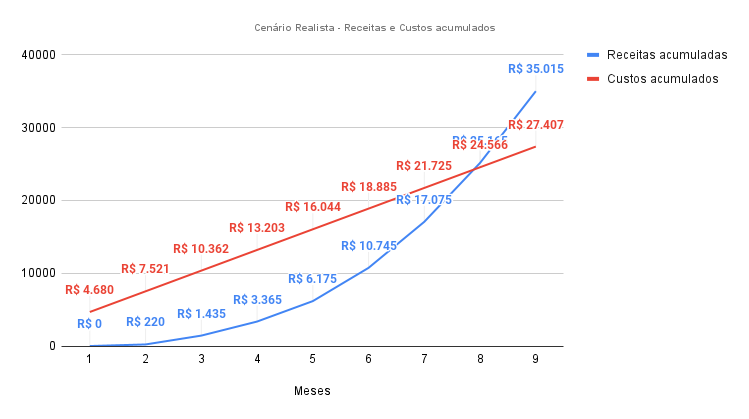 Cenário Realista - Receitas e Custos acumulados
Receitas acumuladas
Custos acumulados
40000
30000
20000
10000
0
R$ 4.680
R$ 7.521
R$ 10.362
R$ 13.203
R$ 16.044
R$ 18.885
R$ 21.725
R$ 24.566
R$ 27.407
R$ 0
R$ 220
R$ 1.435
R$ 3.365
R$ 6.175
R$ 10.745
R$ 17.075
R$ 35.015
1 2 3 4 5 6 7 8 9
Meses